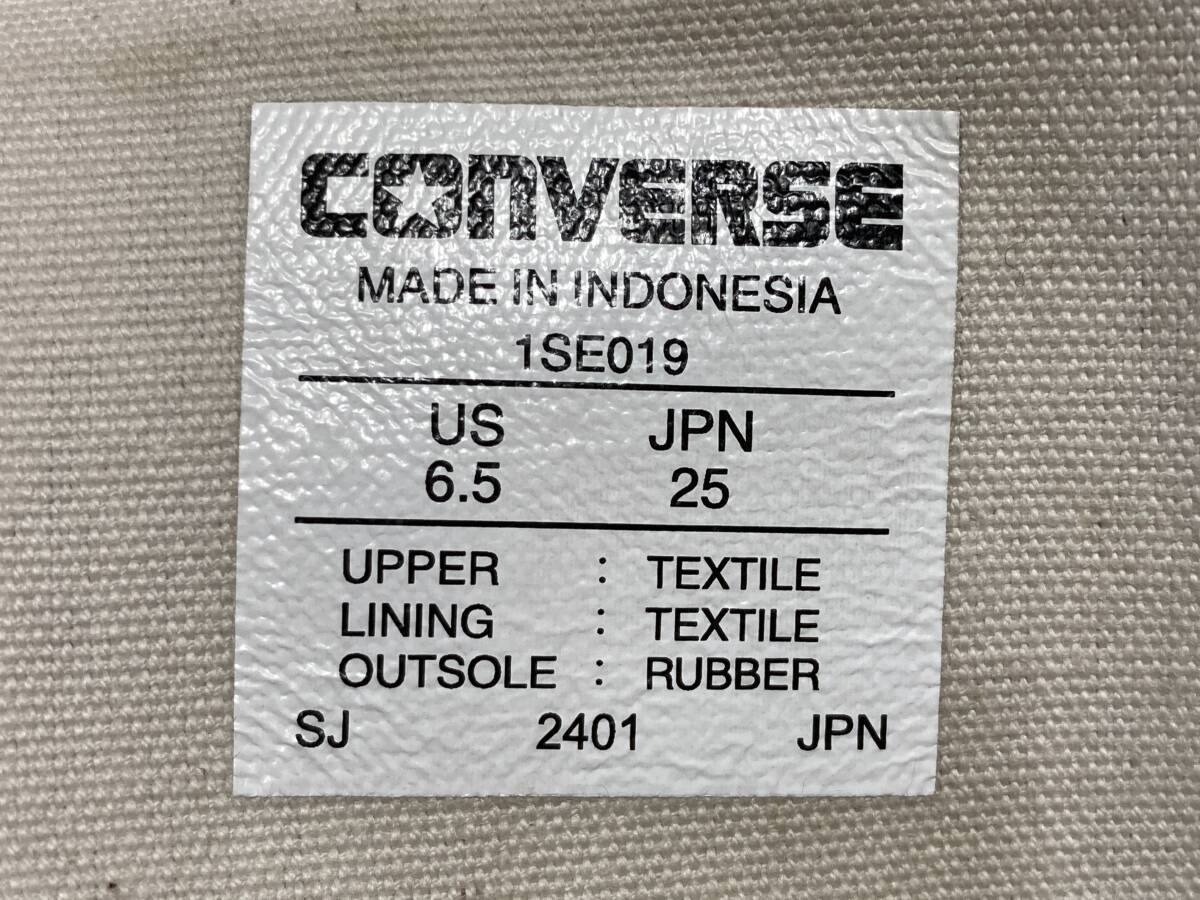 CONVERSE
MADE IN INDONESIA
1SE019
US JPN
6.5 25
UPPER : TEXTILE
LINING : TEXTILE
OUTSOLE : RUBBER
SJ 2401 JPN